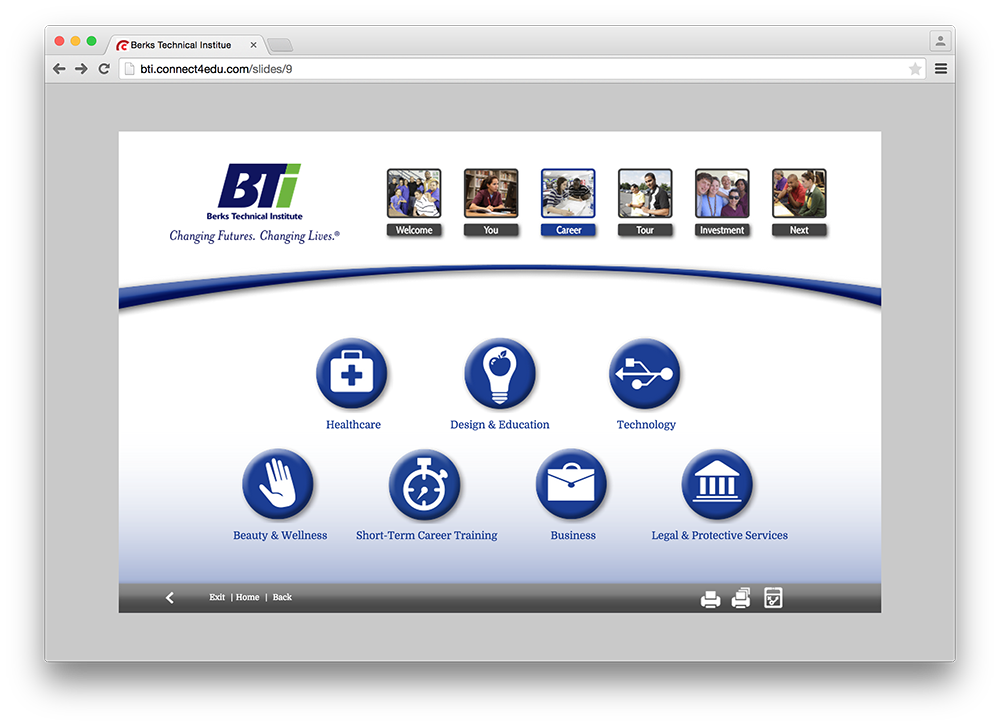 Berks Technical Institue
bti.connect4edu.com/slides/9
BTi
Berks Technical Institute
Changing Futures. Changing Lives.®
Welcome
You
Career
Tour
Investment
Next
Healthcare
Design & Education
Technology
Beauty & Wellness
Short-Term Career Training
Business
Legal & Protective Services
Exit | Home | Back